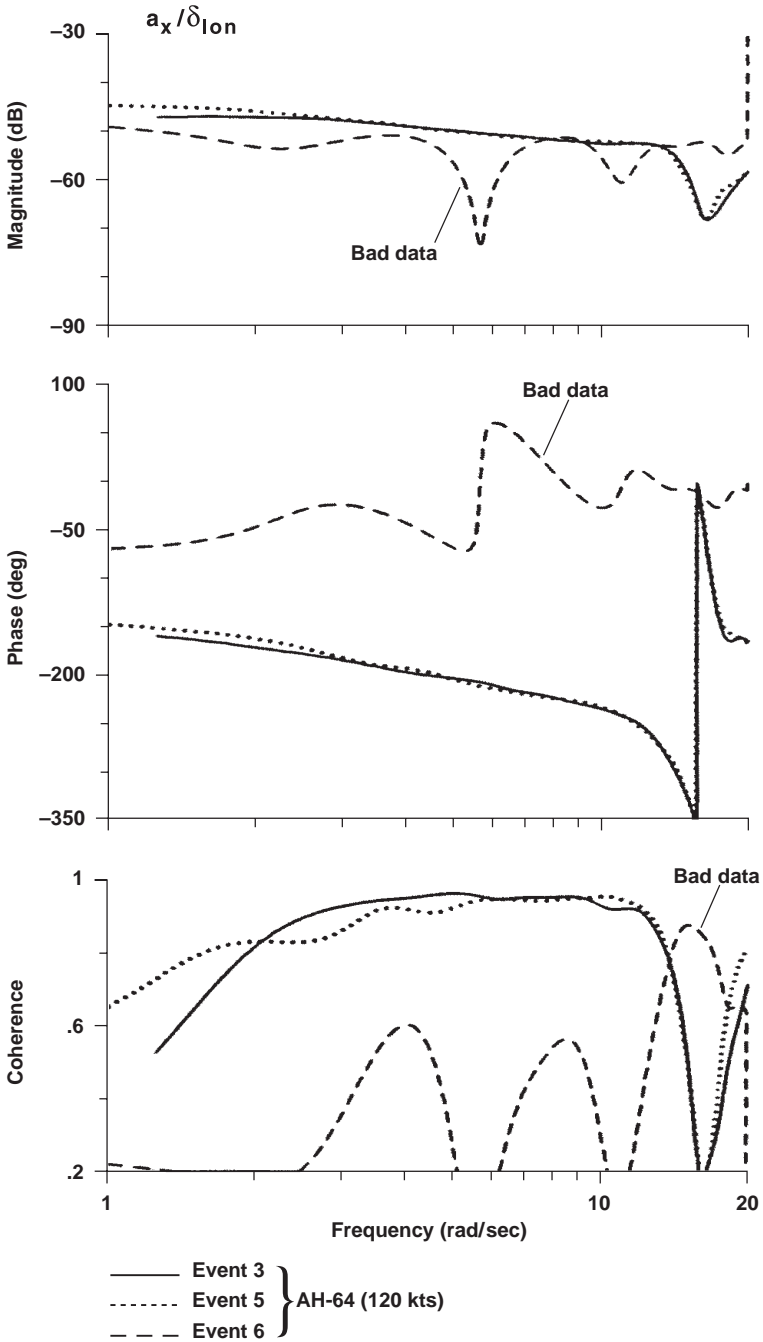 a_x/δ_lon
–30
–60
–90
Magnitude (dB)
Bad data
100
–50
–200
–350
Phase (deg)
Bad data
1
.6
.2
Coherence
Bad data
1
10
20
Frequency (rad/sec)
Event 3
Event 5
Event 6
AH-64 (120 kts)